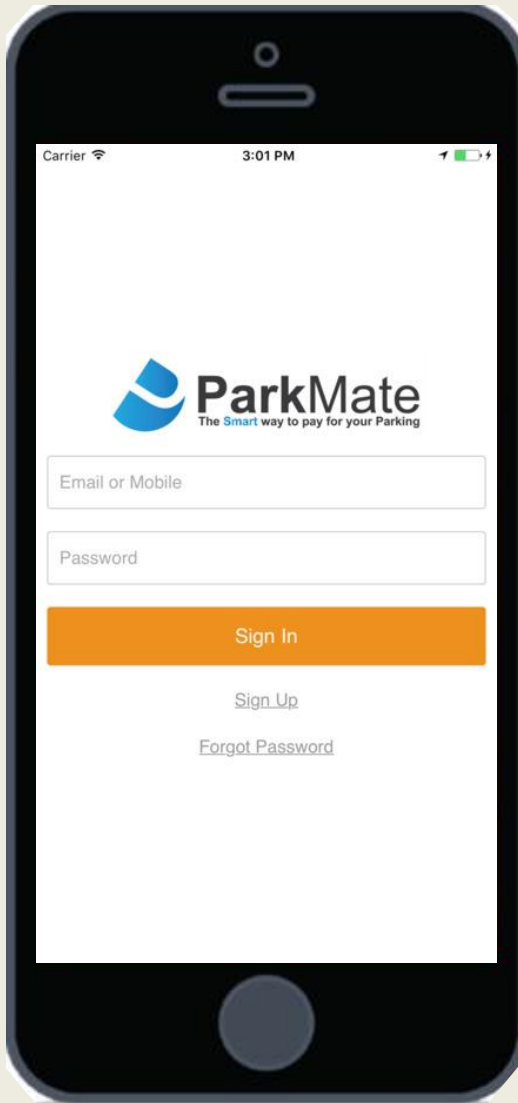 Carrier
3:01 PM
ParkMate
The Smart way to pay for your Parking
Email or Mobile
Password
Sign In
Sign Up
Forgot Password